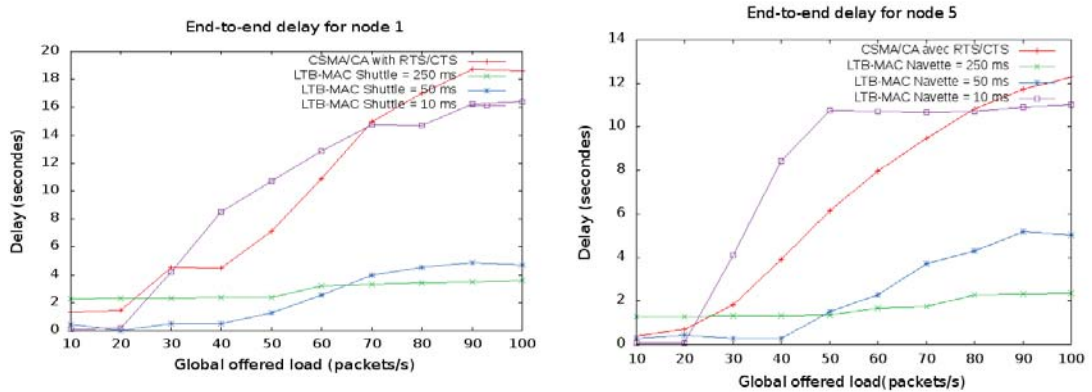 End-to-end delay for node 1
20
18
16
14
12
10
8
6
4
2
0
Delay (secondes)
CSMA/CA with RTS/CTS
LTB-MAC Shuttle = 250 ms
LTB-MAC Shuttle = 50 ms
LTB-MAC Shuttle = 10 ms
10 20 30 40 50 60 70 80 90 100
Global offered load (packets/s)
End-to-end delay for node 5
14
12
10
8
6
4
2
0
Delay (secondes)
CSMA/CA avec RTS/CTS
LTB-MAC Navette = 250 ms
LTB-MAC Navette = 50 ms
LTB-MAC Navette = 10 ms
10 20 30 40 50 60 70 80 90 100
Global offered load(packets/s)